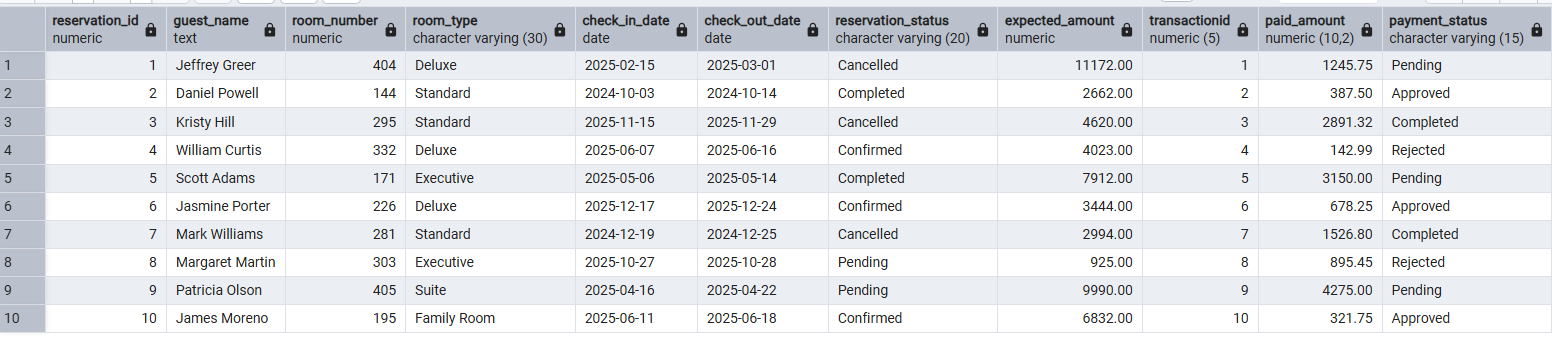 reservation_id numeric guest_name text room_number numeric room_type character varying (30) check_in_date date check_out_date date reservation_status character varying (20) expected_amount numeric transactionid numeric (5) paid_amount numeric (10,2) payment_status character varying (15)
1 1 Jeffrey Greer 404 Deluxe 2025-02-15 2025-03-01 Cancelled 11172.00 1 1245.75 Pending
2 2 Daniel Powell 144 Standard 2024-10-03 2024-10-14 Completed 2662.00 2 387.50 Approved
3 3 Kristy Hill 295 Standard 2025-11-15 2025-11-29 Cancelled 4620.00 3 2891.32 Completed
4 4 William Curtis 332 Deluxe 2025-06-07 2025-06-16 Confirmed 4023.00 4 142.99 Rejected
5 5 Scott Adams 171 Executive 2025-05-06 2025-05-14 Completed 7912.00 5 3150.00 Pending
6 6 Jasmine Porter 226 Deluxe 2025-12-17 2025-12-24 Confirmed 3444.00 6 678.25 Approved
7 7 Mark Williams 281 Standard 2024-12-19 2024-12-25 Cancelled 2994.00 7 1526.80 Completed
8 8 Margaret Martin 303 Executive 2025-10-27 2025-10-28 Pending 925.00 8 895.45 Rejected
9 9 Patricia Olson 405 Suite 2025-04-16 2025-04-22 Pending 9990.00 9 4275.00 Pending
10 10 James Moreno 195 Family Room 2025-06-11 2025-06-18 Confirmed 6832.00 10 321.75 Approved